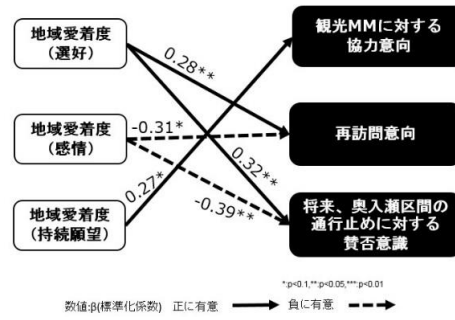 地域愛着度
(選好)
観光MMに対する
協力意向
0.28**
地域愛着度
(感情)
-0.31*
再訪問意向
0.32**
0.27*
-0.39**
地域愛着度
(持続願望)
将来、奥入瀬区間の
通行止めに対する
賛否意識
*:p<0.1,**:p<0.05,***:p<0.01
数値:β(標準化係数) 正に有意 負に有意